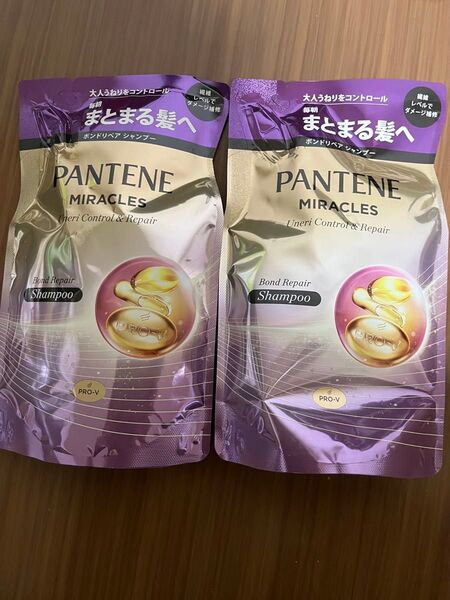 大人うねりをコントロール
毎朝
まとまる髪へ
ボンドリペア シャンプー
繊維
レベルで
ダメージ補修
PANTENE
MIRACLES
Uneri Control & Repair
Bond Repair
Shampoo
PRO-V
PRO-V
大人うねりをコントロール
毎朝
まとまる髪へ
ボンドリペア シャンプー
繊維
レベルで
ダメージ補修
PANTENE
MIRACLES
Uneri Control & Repair
Bond Repair
Shampoo
PRO-V
PRO-V